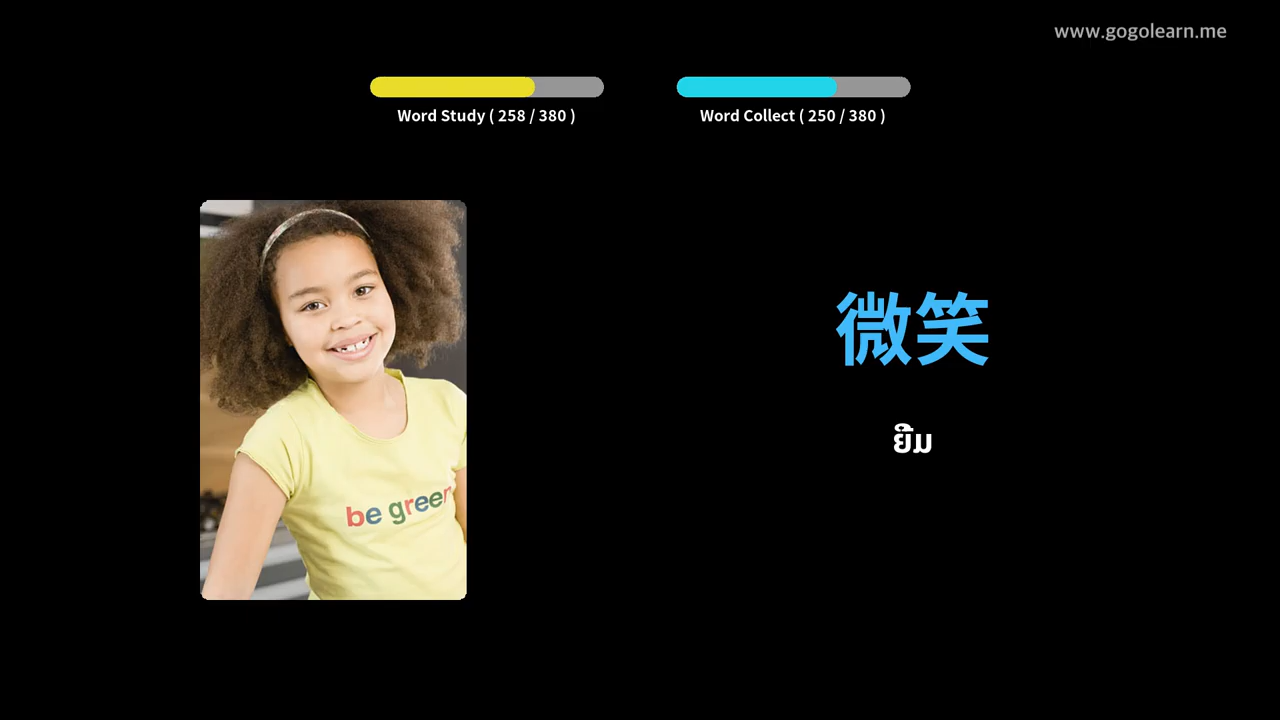 www.gogolearn.me
Word Study ( 258 / 380 )
Word Collect ( 250 / 380 )
微笑
ຍິ້ມ
be green